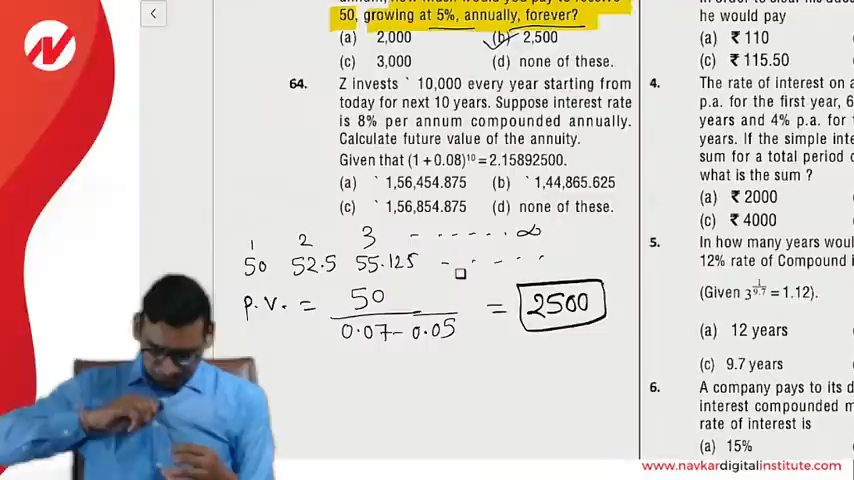 50, growing at 5%, annually, forever?
(a) 2,000 (b) 2,500
(c) 3,000 (d) none of these.
64. Z invests ` 10,000 every year starting from
today for next 10 years. Suppose interest rate
is 8% per annum compounded annually.
Calculate future value of the annuity.
Given that (1 + 0.08)¹⁰ = 2.15892500.
(a) ` 1,56,454.875 (b) ` 1,44,865.625
(c) ` 1,56,854.875 (d) none of these.
1 2 3 - - - - - - - ∞
50 52.5 55.125 - - - - -
P.V. = 50 / 0.07 - 0.05 = 2500
he would pay
(a) ₹ 110
(c) ₹ 115.50
4. The rate of interest on a
p.a. for the first year, 6
years and 4% p.a. for
years. If the simple inte
sum for a total period o
what is the sum ?
(a) ₹ 2000
(c) ₹ 4000
5. In how many years woul
12% rate of Compound i
(Given 3^(1/9.7) = 1.12).
(a) 12 years
(c) 9.7 years
6. A company pays to its d
interest compounded m
rate of interest is
(a) 15%
www.navkardigitalinstitute.com